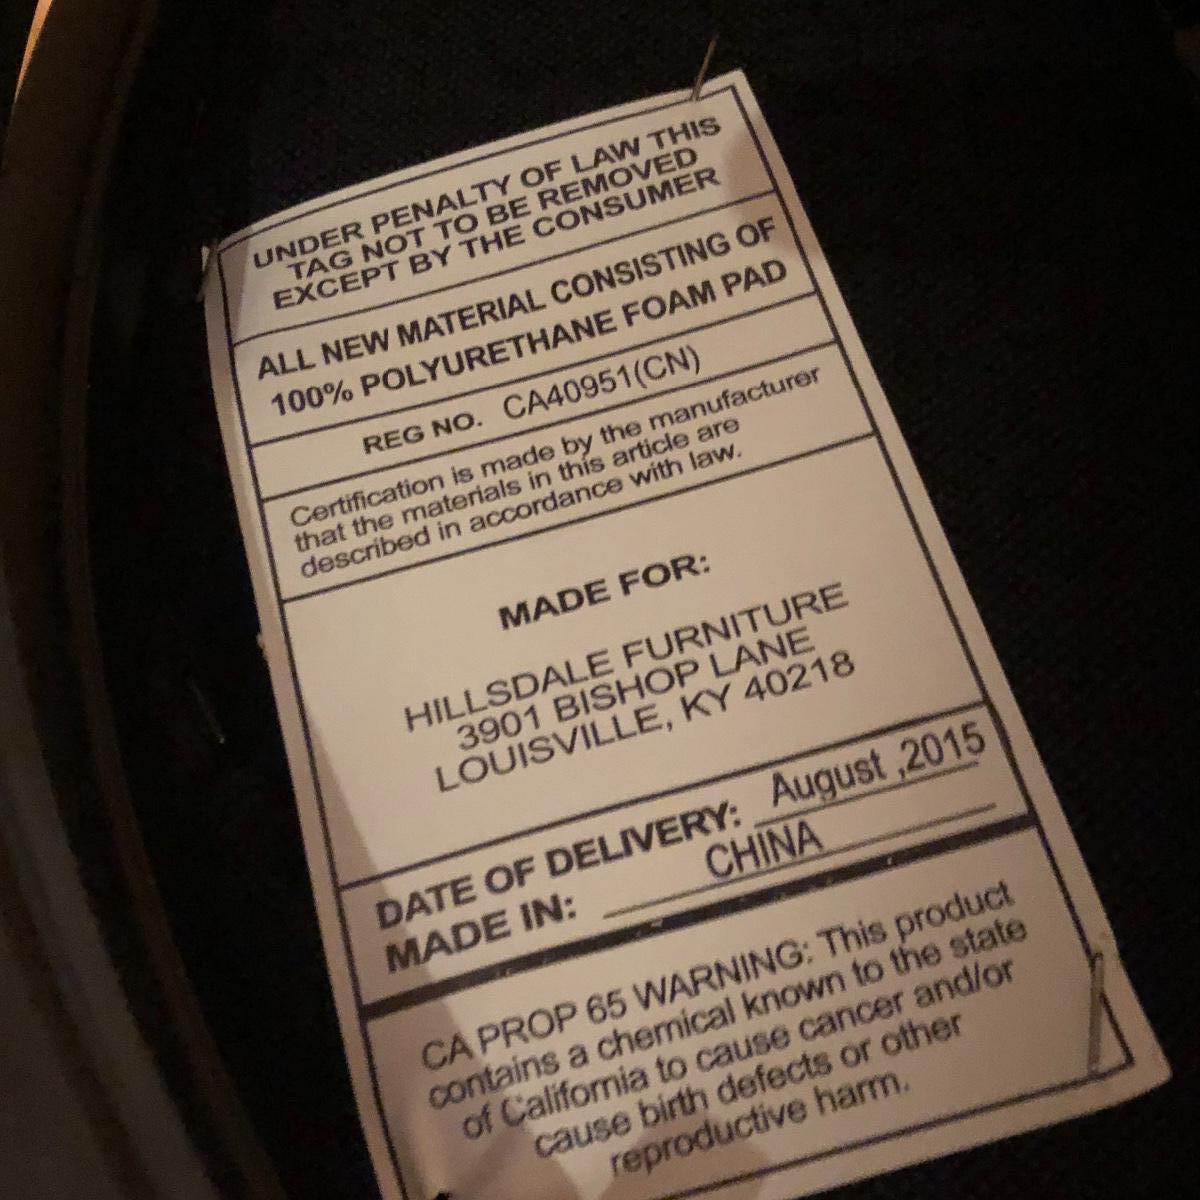 UNDER PENALTY OF LAW THIS
TAG NOT TO BE REMOVED
EXCEPT BY THE CONSUMER
ALL NEW MATERIAL CONSISTING OF
100% POLYURETHANE FOAM PAD
REG NO. CA40951(CN)
Certification is made by the manufacturer
that the materials in this article are
described in accordance with law.
MADE FOR:
HILLSDALE FURNITURE
3901 BISHOP LANE
LOUISVILLE, KY 40218
DATE OF DELIVERY: August ,2015
MADE IN: CHINA
CA PROP 65 WARNING: This product
contains a chemical known to the state
of California to cause cancer and/or
cause birth defects or other
reproductive harm.